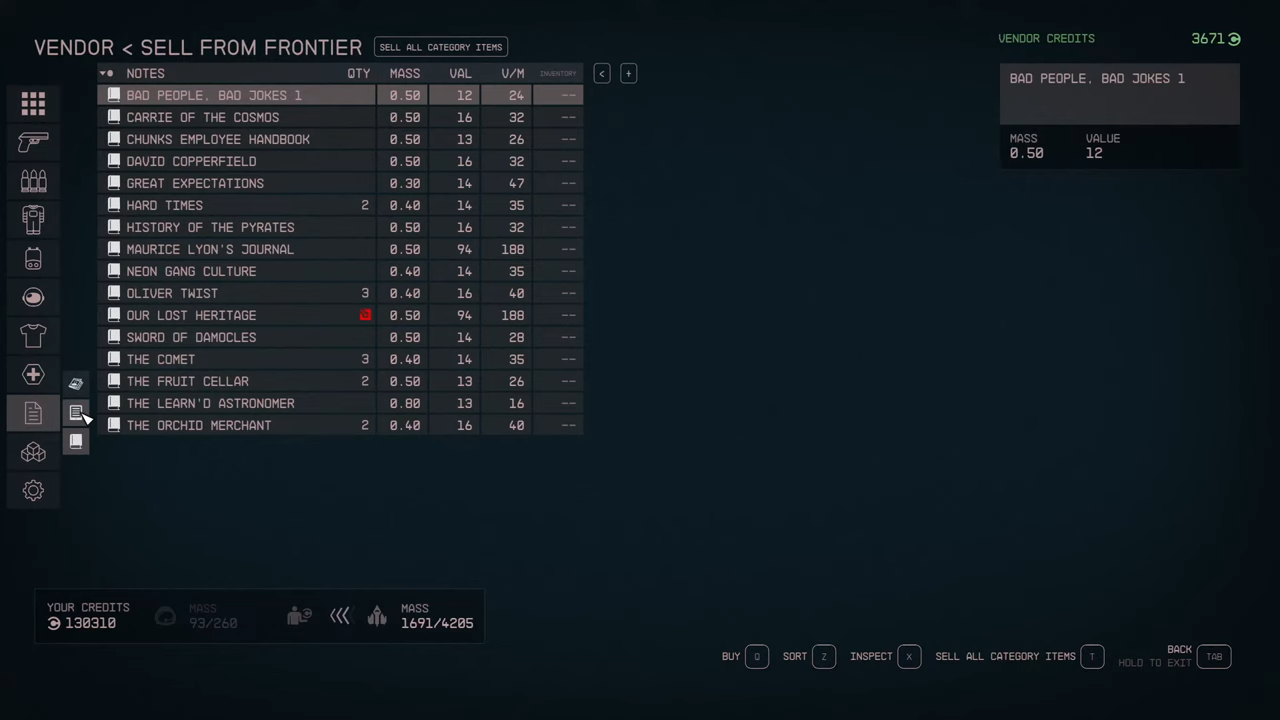 VENDOR < SELL FROM FRONTIER SELL ALL CATEGORY ITEMS
VENDOR CREDITS 3671
NOTES QTY MASS VAL V/M INVENTORY < +
BAD PEOPLE, BAD JOKES 1 0.50 12 24 --
CARRIE OF THE COSMOS 0.50 16 32 --
CHUNKS EMPLOYEE HANDBOOK 0.50 13 26 --
DAVID COPPERFIELD 0.50 16 32 --
GREAT EXPECTATIONS 0.30 14 47 --
HARD TIMES 2 0.40 14 35 --
HISTORY OF THE PYRATES 0.50 16 32 --
MAURICE LYON'S JOURNAL 0.50 94 188 --
NEON GANG CULTURE 0.40 14 35 --
OLIVER TWIST 3 0.40 16 40 --
OUR LOST HERITAGE 0.50 94 188 --
SWORD OF DAMOCLES 0.50 14 28 --
THE COMET 3 0.40 14 35 --
THE FRUIT CELLAR 2 0.50 13 26 --
THE LEARN'D ASTRONOMER 0.80 13 16 --
THE ORCHID MERCHANT 2 0.40 16 40 --
BAD PEOPLE, BAD JOKES 1
MASS VALUE
0.50 12
YOUR CREDITS MASS MASS
130310 93/260 1691/4205
BUY Q SORT Z INSPECT X SELL ALL CATEGORY ITEMS T BACK TAB
HOLD TO EXIT